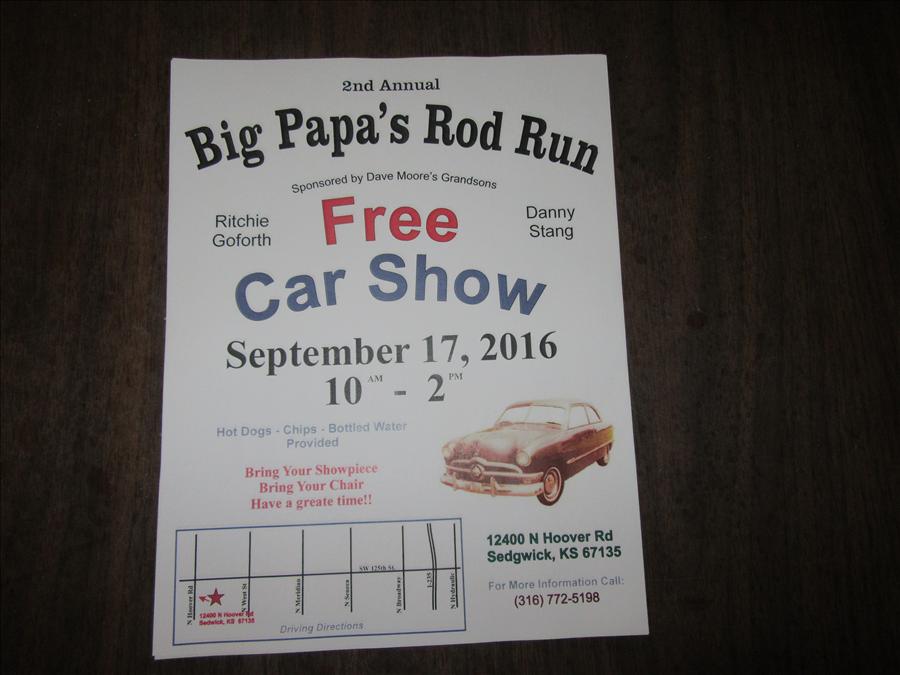 2nd Annual
Big Papa's Rod Run
Sponsored by Dave Moore's Grandsons
Ritchie
Goforth
Danny
Stang
Free
Car Show
September 17, 2016
10 AM - 2 PM
Hot Dogs - Chips - Bottled Water
Provided
Bring Your Showpiece
Bring Your Chair
Have a greate time!!
12400 N Hoover Rd
Sedgwick, KS 67135
For More Information Call:
(316) 772-5198
SW 125th St.
N Hoover Rd
N West St
N Meridian
N Seneca
N Broadway
I-235
N Hydraulic
12400 N Hoover Rd
Sedwick, KS 67135
Driving Directions